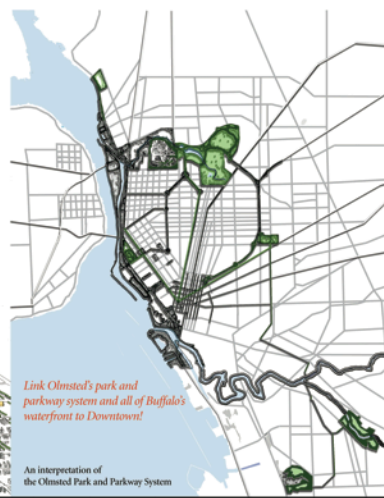 Link Olmsted's park and
parkway system and all of Buffalo's
waterfront to Downtown!
An interpretation of
the Olmsted Park and Parkway System